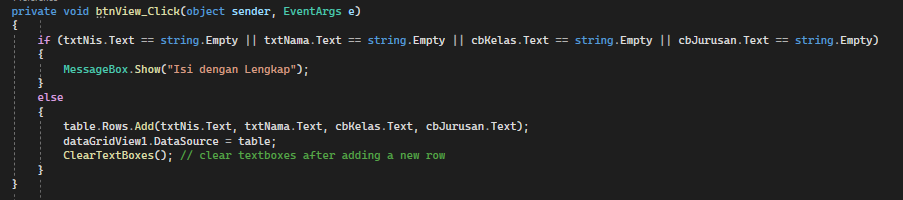 private void btnView_Click(object sender, EventArgs e)
{
if (txtNis.Text == string.Empty || txtNama.Text == string.Empty || cbKelas.Text == string.Empty || cbJurusan.Text == string.Empty)
{
MessageBox.Show("Isi dengan Lengkap");
}
else
{
table.Rows.Add(txtNis.Text, txtNama.Text, cbKelas.Text, cbJurusan.Text);
dataGridView1.DataSource = table;
ClearTextBoxes(); // clear textboxes after adding a new row
}
}